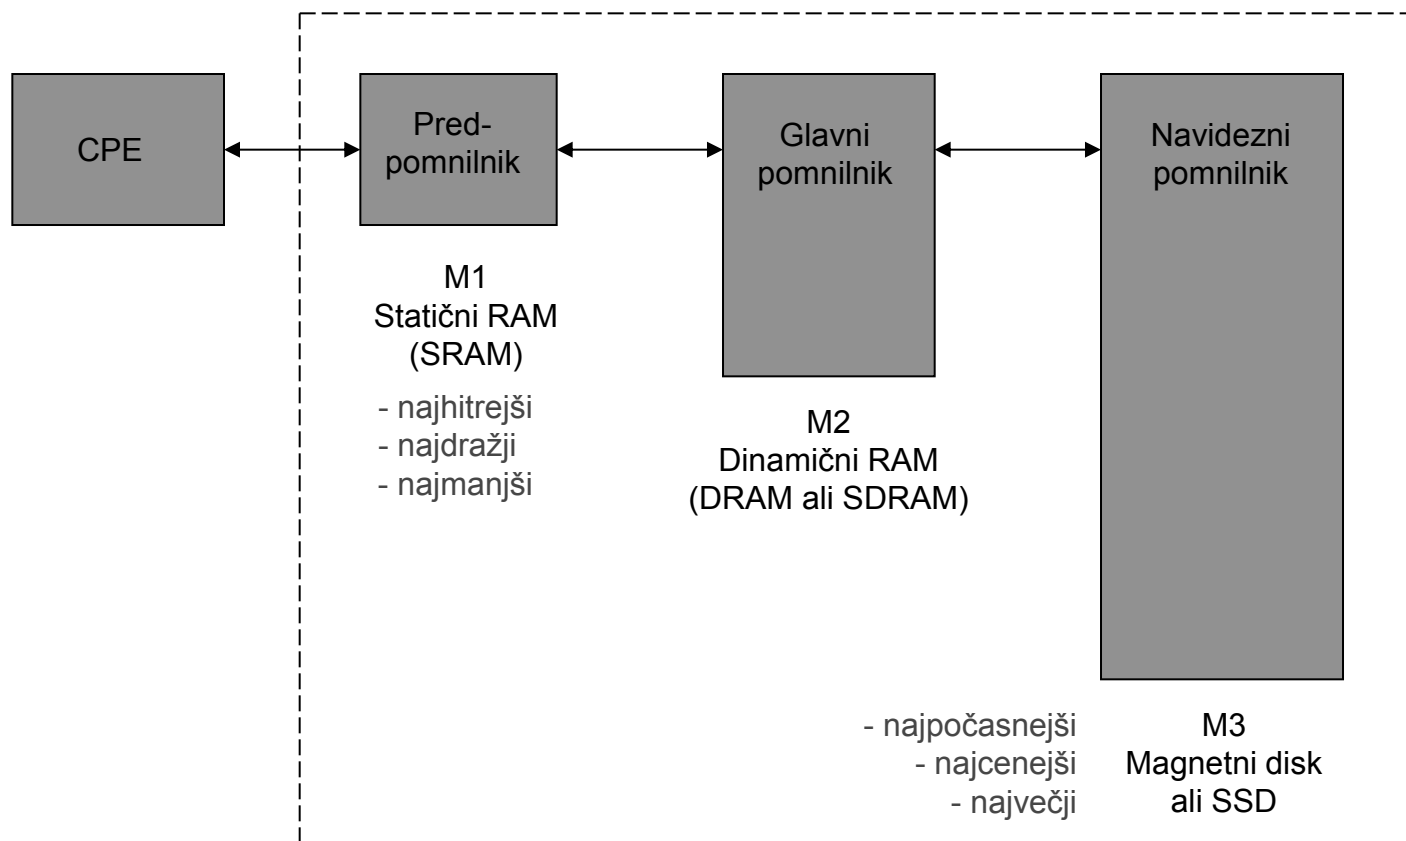 CPE
Pred-
pomnilnik
Glavni
pomnilnik
Navidezni
pomnilnik
M1
Statični RAM
(SRAM)
- najhitrejši
- najdražji
- najmanjši
M2
Dinamični RAM
(DRAM ali SDRAM)
- najpočasnejši
- najcenejši
- največji
M3
Magnetni disk
ali SSD